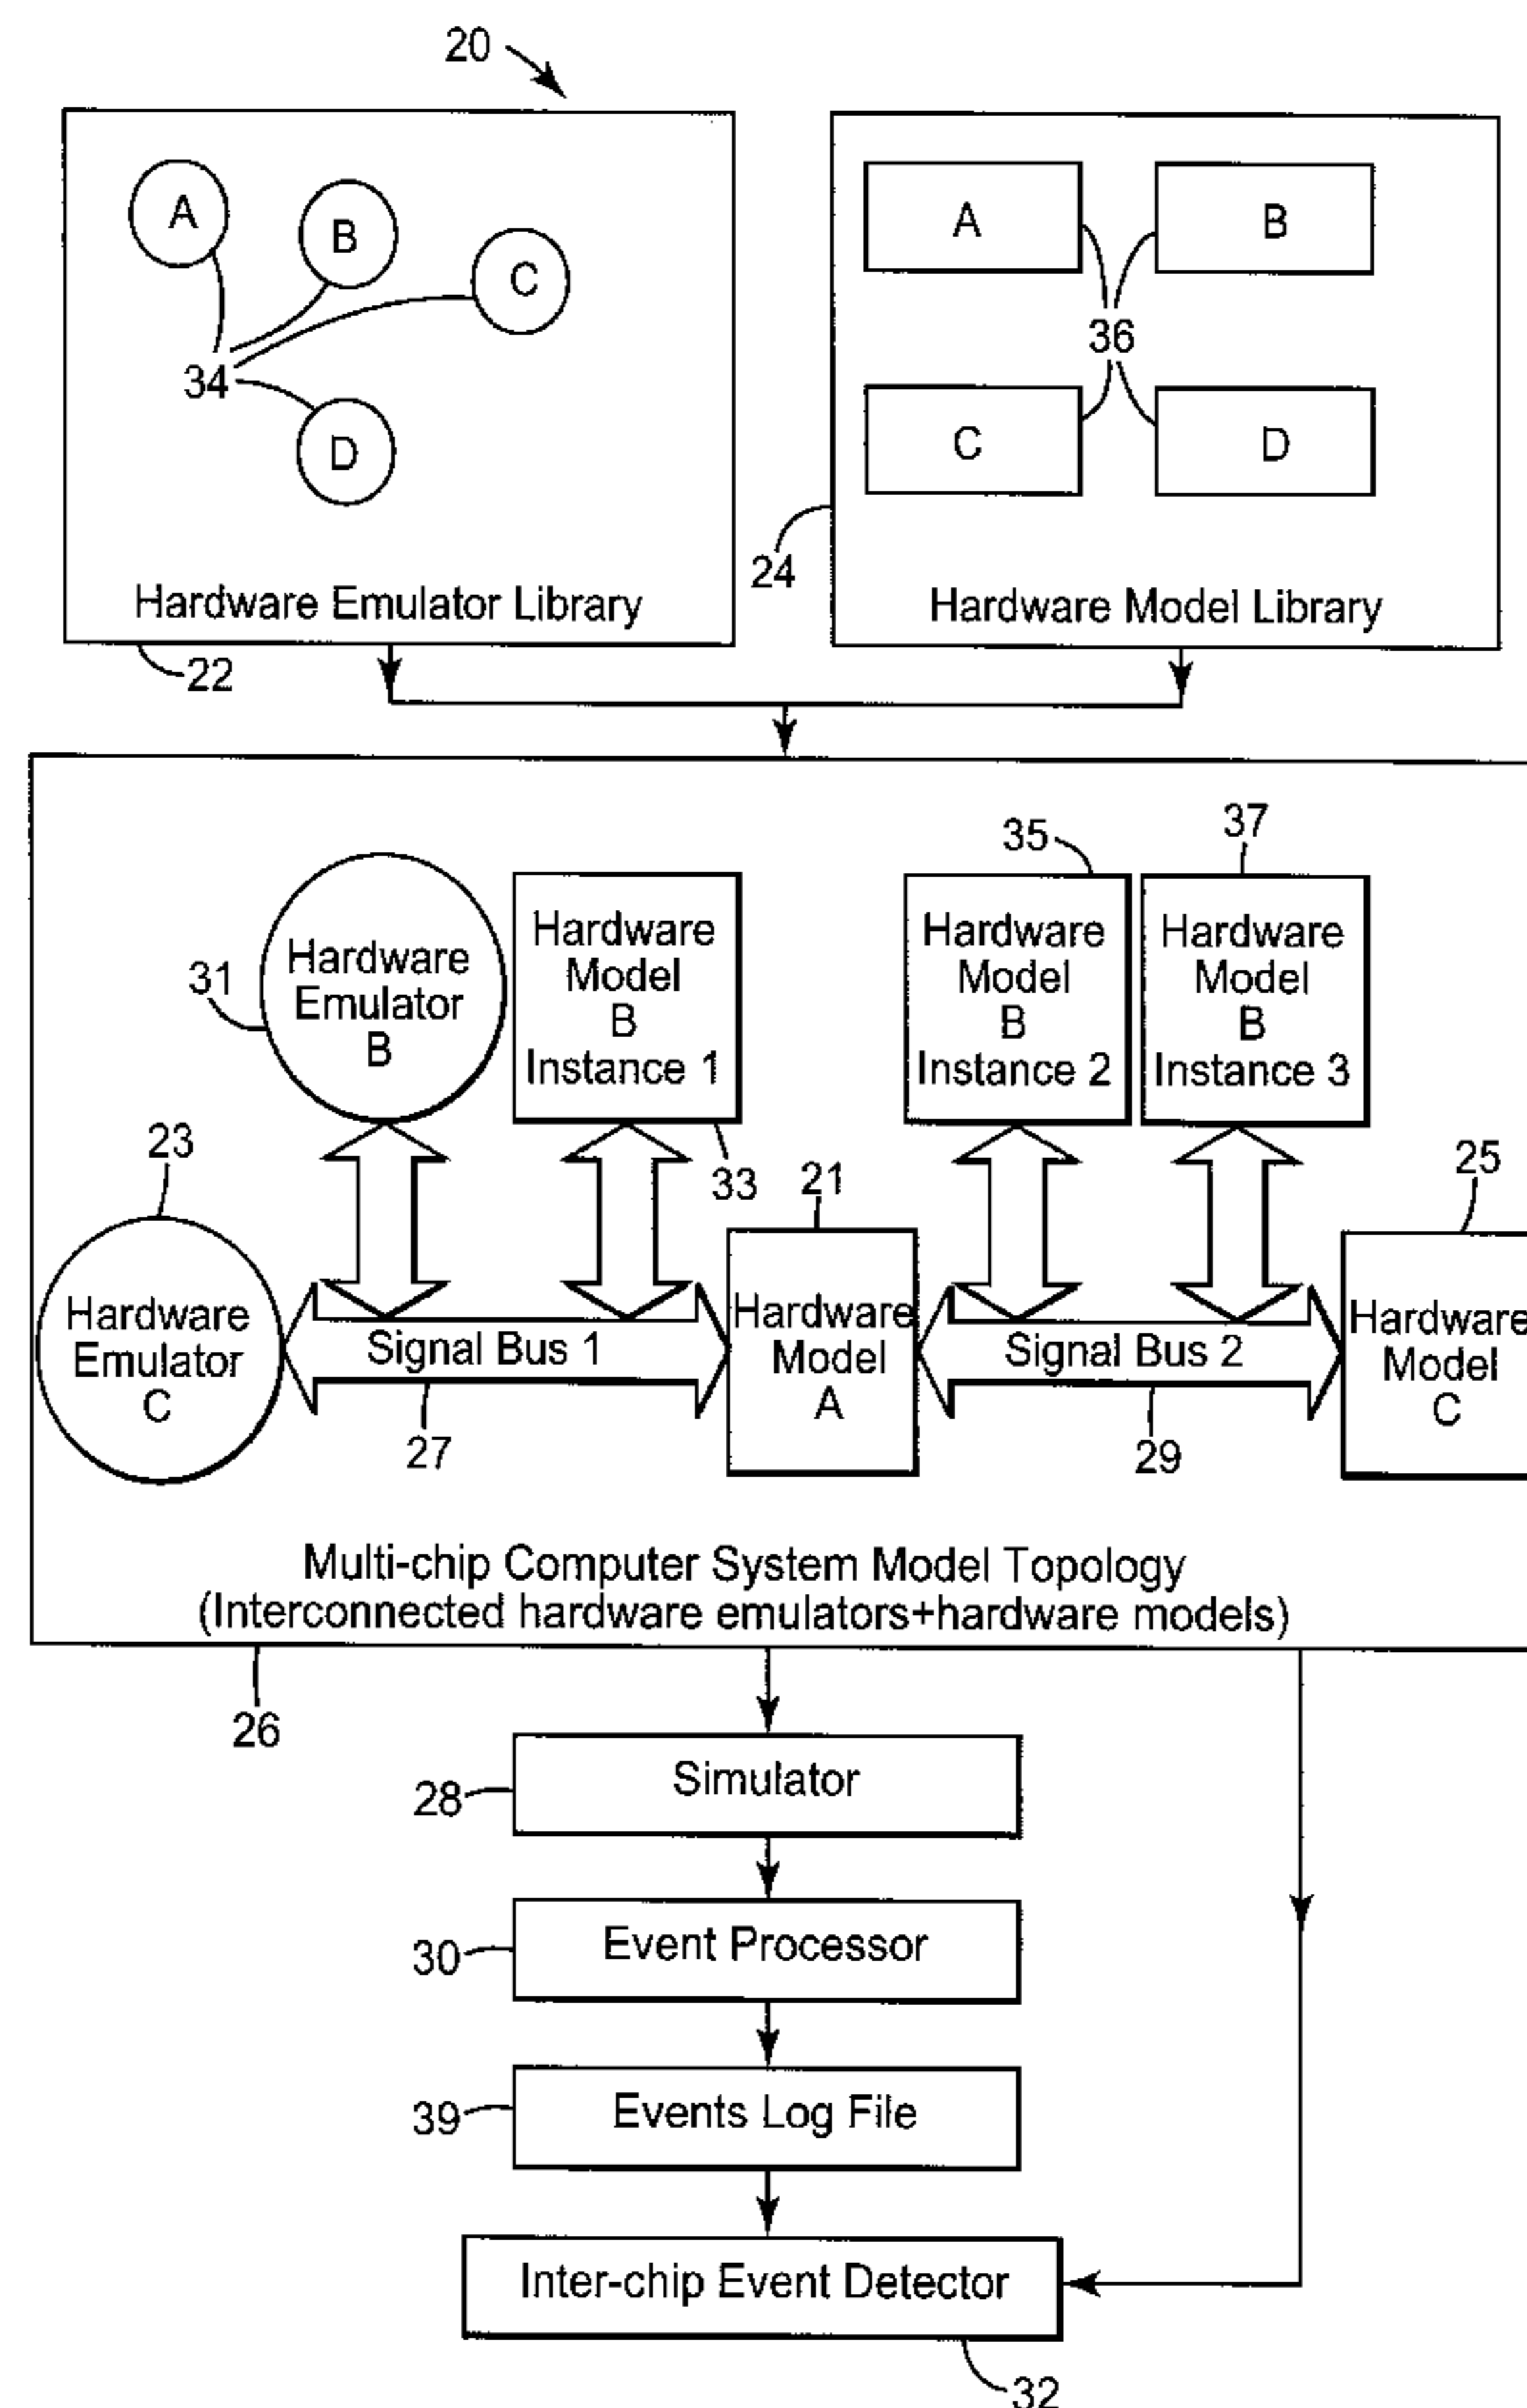 20
A
B
C
34
D
Hardware Emulator Library
22
A
B
36
C
D
24
Hardware Model Library
35
37
31
Hardware
Emulator
B
Hardware
Model
B
Instance 1
Hardware
Model
B
Instance 2
Hardware
Model
B
Instance 3
23
33
21
25
Hardware
Emulator
C
Signal Bus 1
Hardware
Model
A
Signal Bus 2
Hardware
Model
C
27
29
Multi-chip Computer System Model Topology
(Interconnected hardware emulators+hardware models)
26
Simulator
28
Event Processor
30
Events Log File
39
Inter-chip Event Detector
32